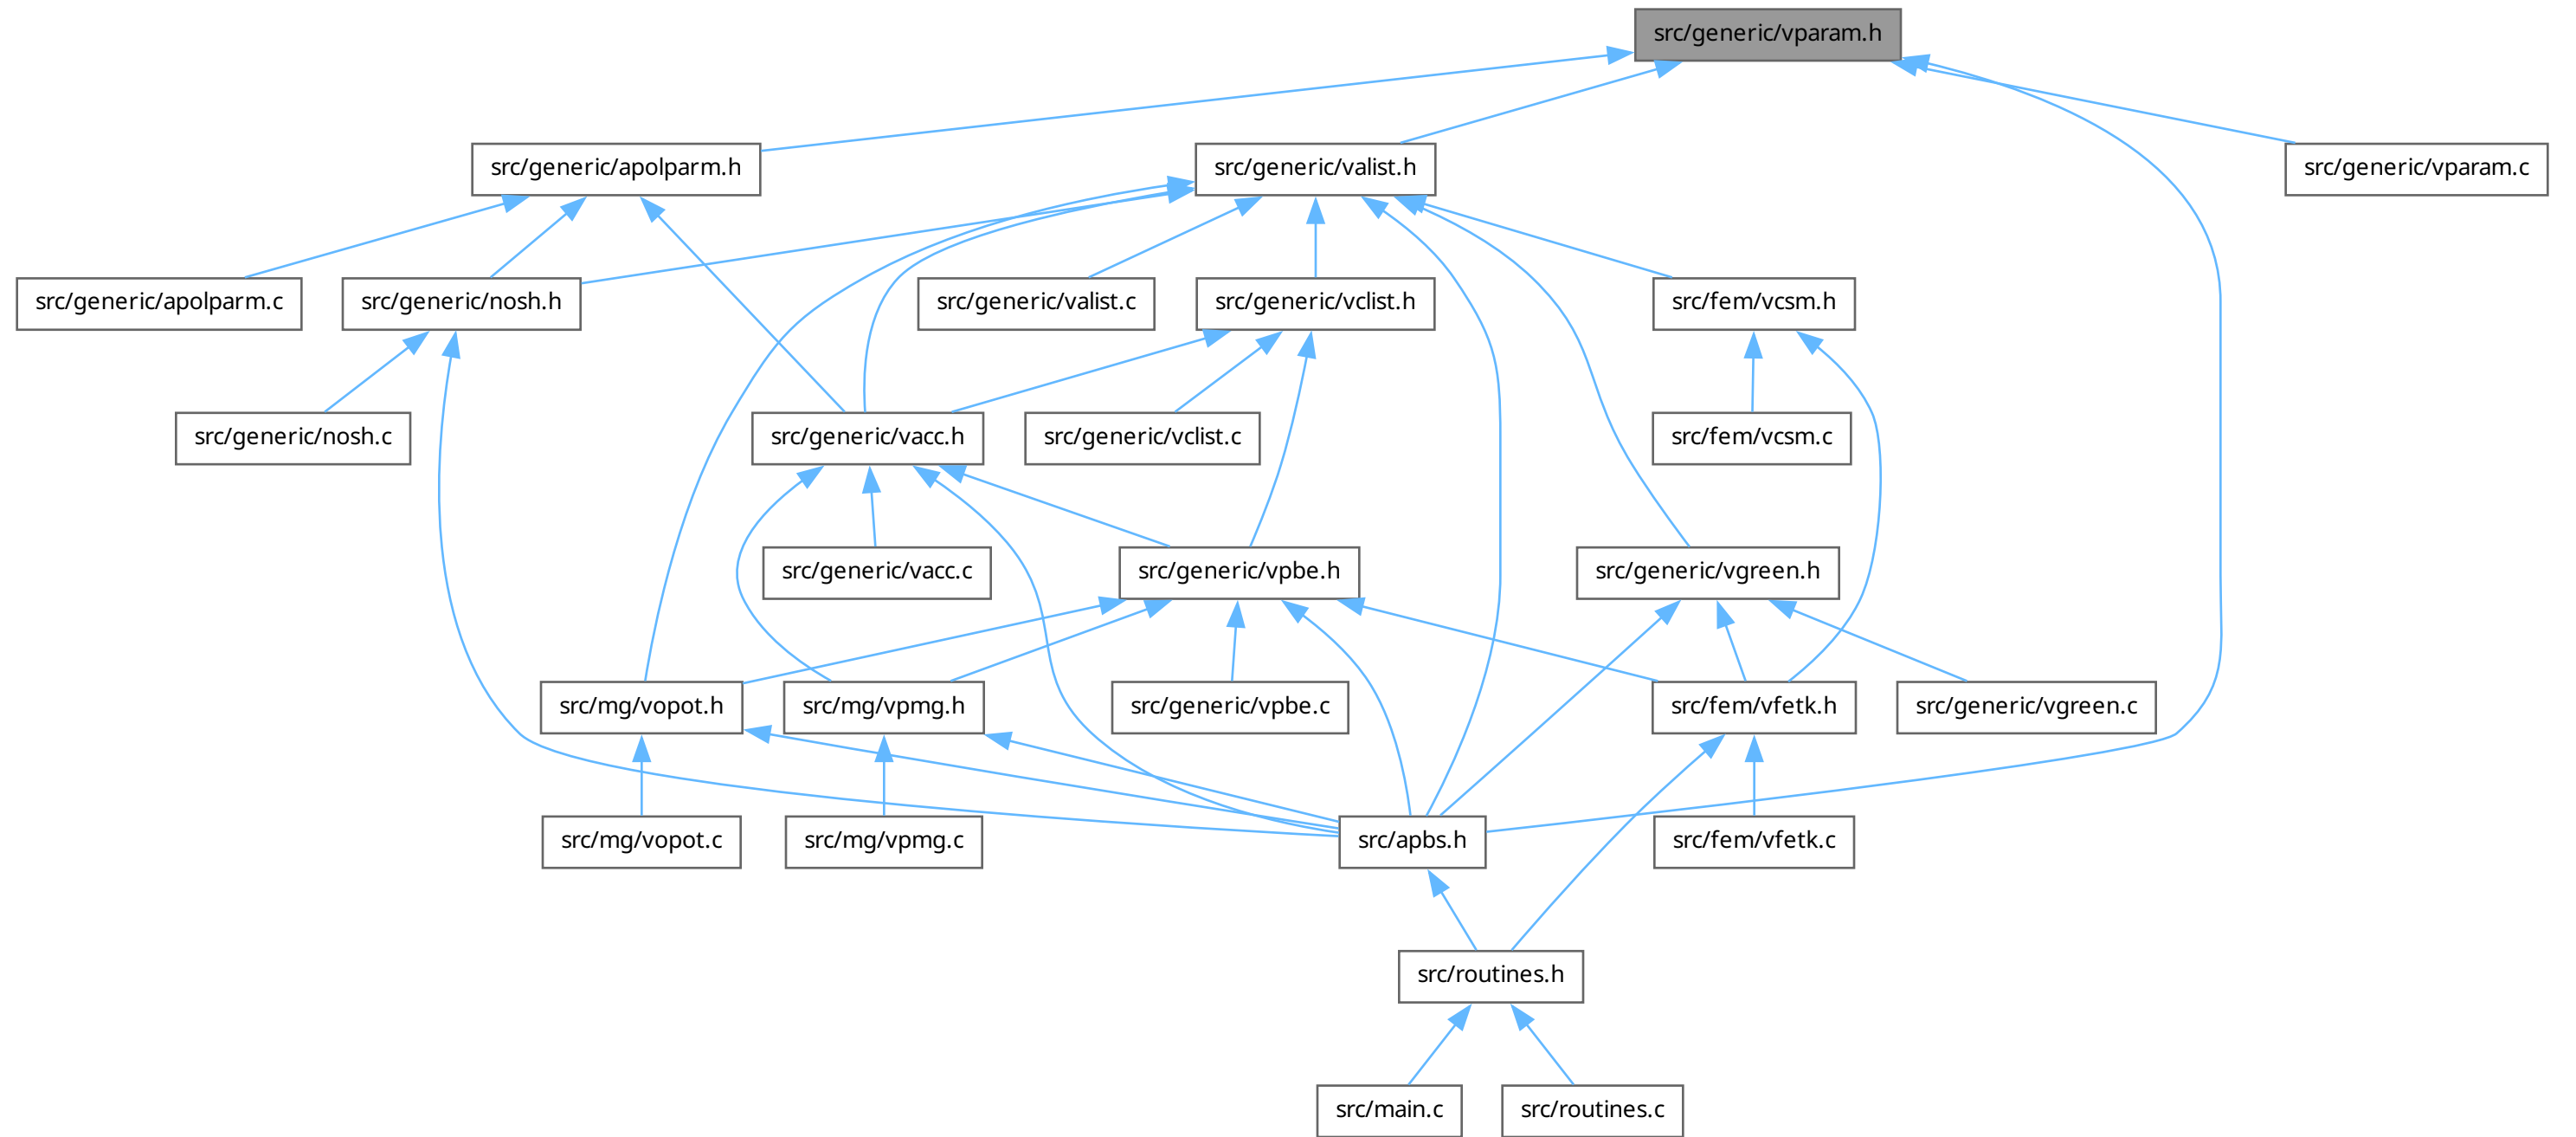 src/generic/vparam.h
src/generic/apolparm.h
src/generic/valist.h
src/generic/vparam.c
src/generic/apolparm.c
src/generic/nosh.h
src/generic/valist.c
src/generic/vclist.h
src/fem/vcsm.h
src/generic/nosh.c
src/generic/vacc.h
src/generic/vclist.c
src/fem/vcsm.c
src/generic/vacc.c
src/generic/vpbe.h
src/generic/vgreen.h
src/mg/vopot.h
src/mg/vpmg.h
src/generic/vpbe.c
src/fem/vfetk.h
src/generic/vgreen.c
src/mg/vopot.c
src/mg/vpmg.c
src/apbs.h
src/fem/vfetk.c
src/routines.h
src/main.c
src/routines.c